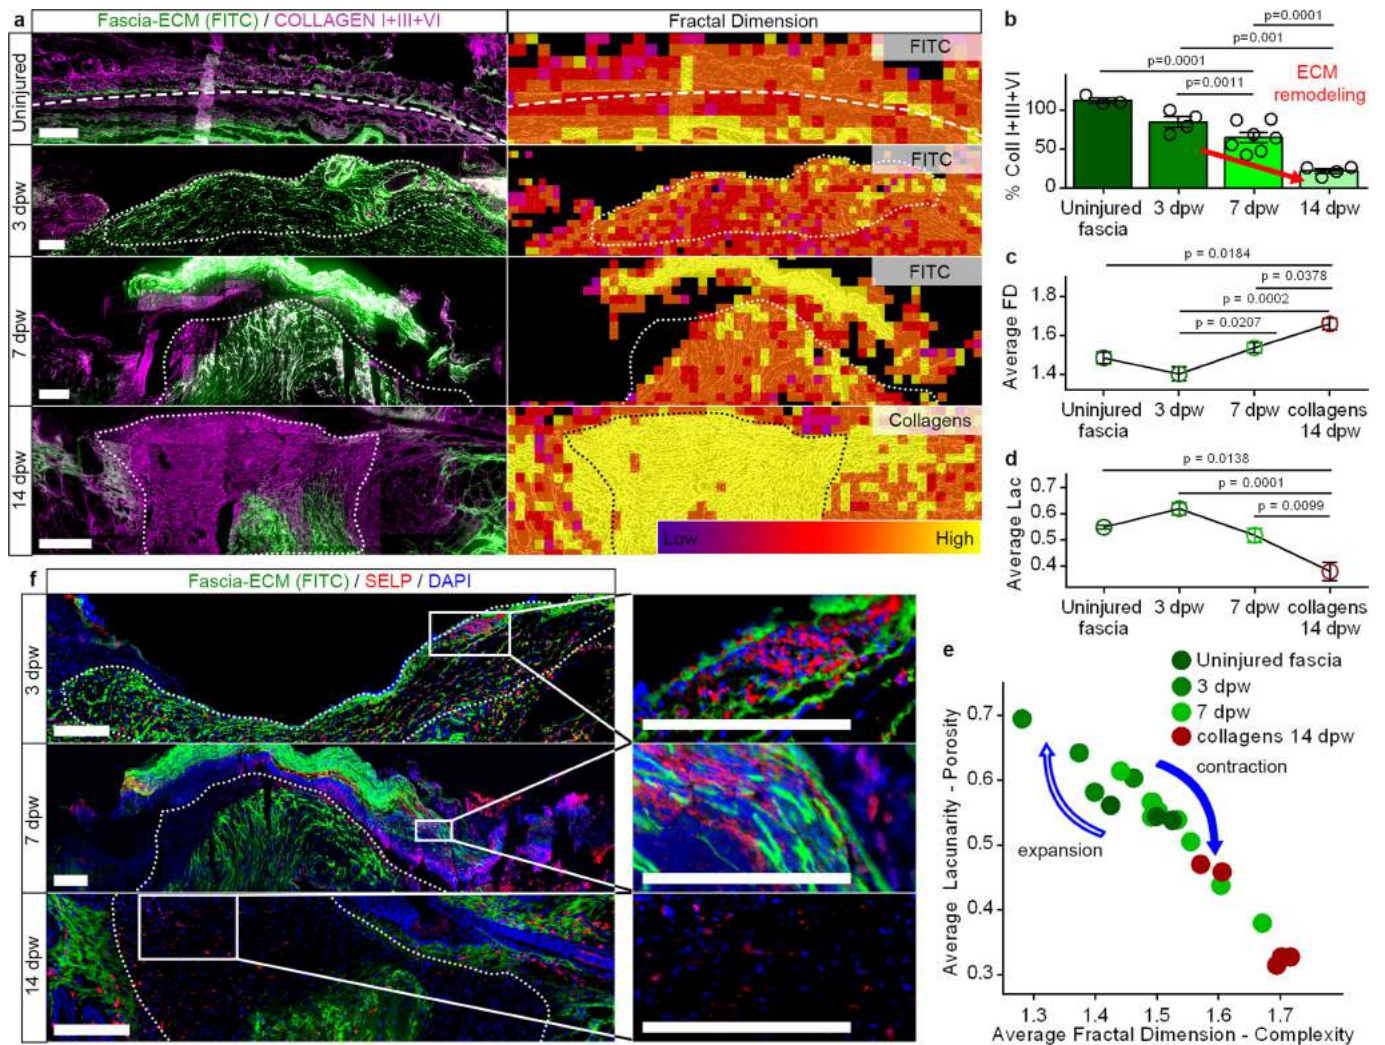 a
Fascia-ECM (FITC) / COLLAGEN I+III+VI
Fractal Dimension
Uninjured
FITC
3 dpw
FITC
7 dpw
FITC
14 dpw
Collagens
Low
High
b
p=0.0001
p=0.001
p=0.0001
p=0.0011
ECM
remodeling
% Coll I+III+VI
100
50
0
Uninjured
fascia
3 dpw
7 dpw
14 dpw
c
p = 0.0184
p = 0.0378
p = 0.0002
p = 0.0207
Average FD
1.8
1.6
1.4
Uninjured
fascia
3 dpw
7 dpw
collagens
14 dpw
d
p = 0.0138
p = 0.0001
p = 0.0099
Average Lac
0.7
0.6
0.5
0.4
Uninjured
fascia
3 dpw
7 dpw
collagens
14 dpw
e
Uninjured fascia
3 dpw
7 dpw
collagens 14 dpw
contraction
expansion
Average Lacunarity - Porosity
0.7
0.6
0.5
0.4
0.3
1.3
1.4
1.5
1.6
1.7
Average Fractal Dimension - Complexity
f
Fascia-ECM (FITC) / SELP / DAPI
3 dpw
7 dpw
14 dpw